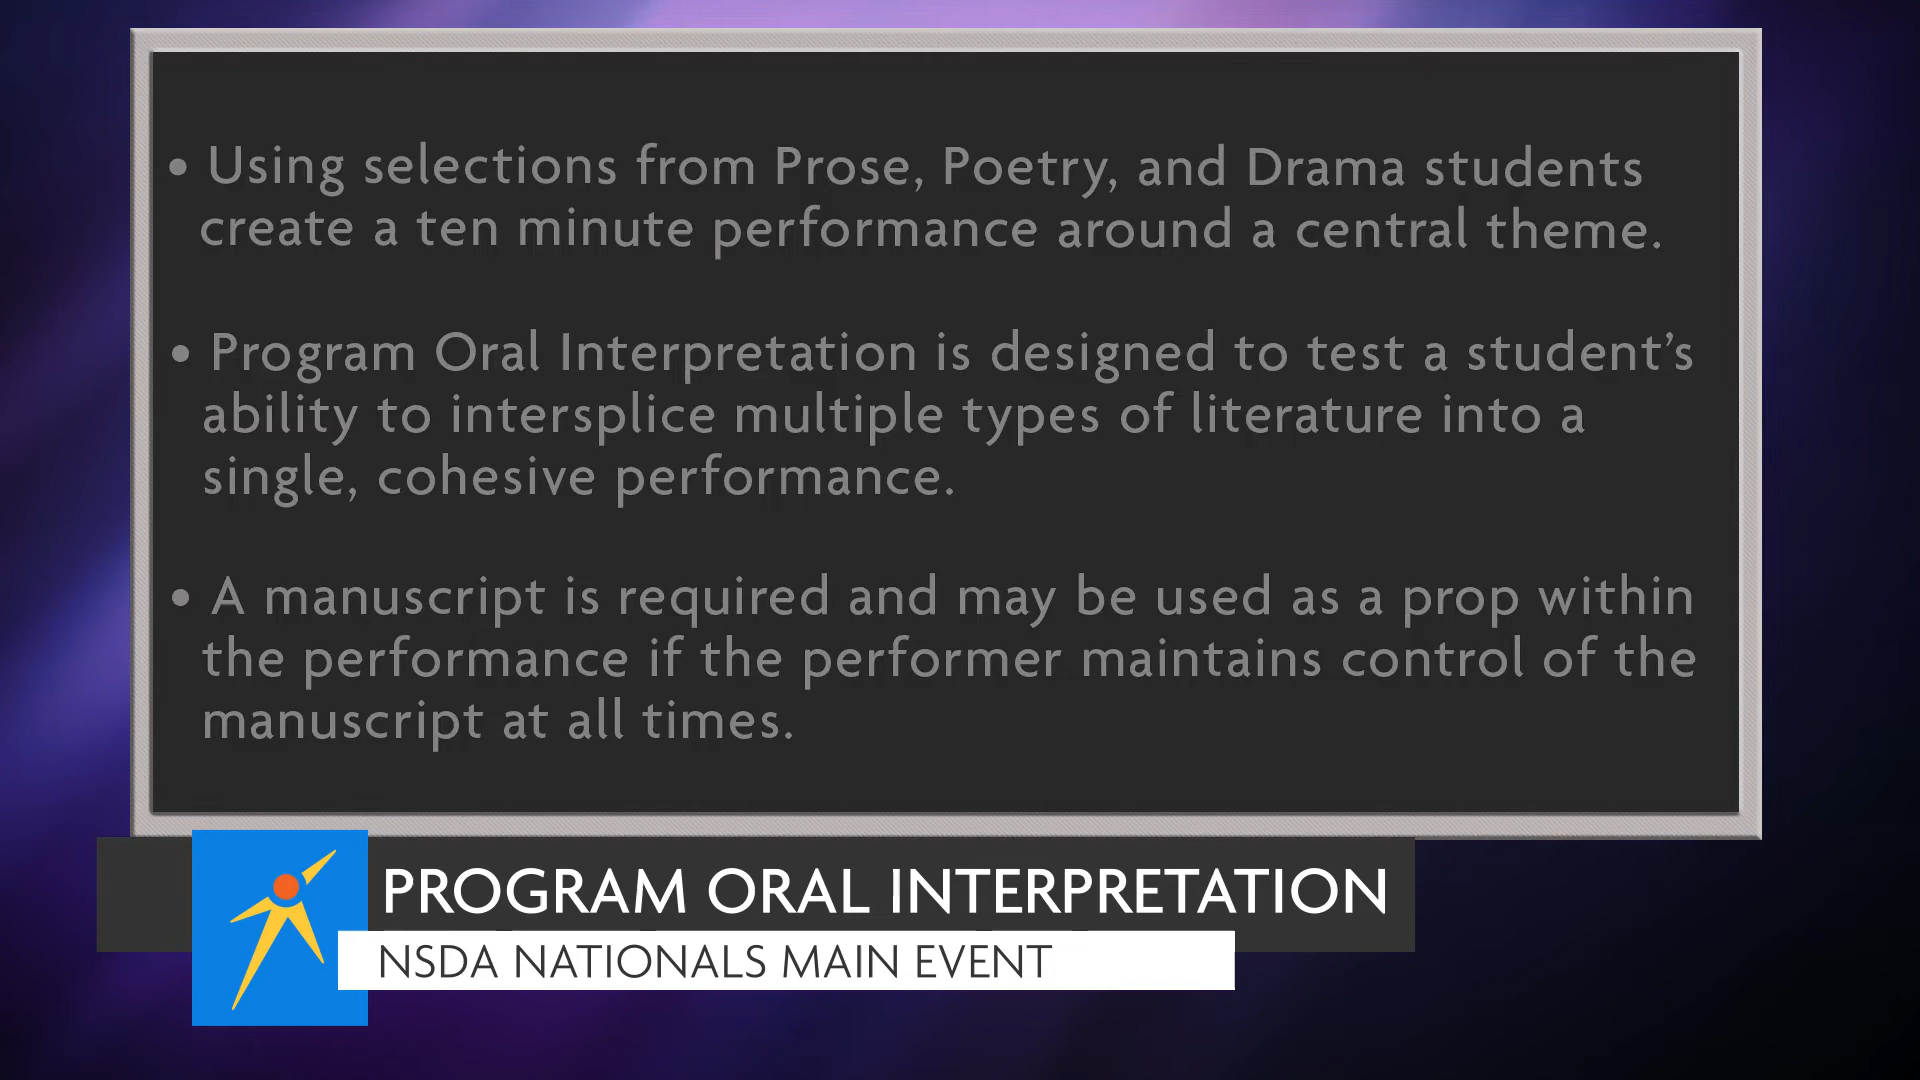 • Using selections from Prose, Poetry, and Drama students
create a ten minute performance around a central theme.
• Program Oral Interpretation is designed to test a student’s
ability to intersplice multiple types of literature into a
single, cohesive performance.
• A manuscript is required and may be used as a prop within
the performance if the performer maintains control of the
manuscript at all times.
PROGRAM ORAL INTERPRETATION
NSDA NATIONALS MAIN EVENT